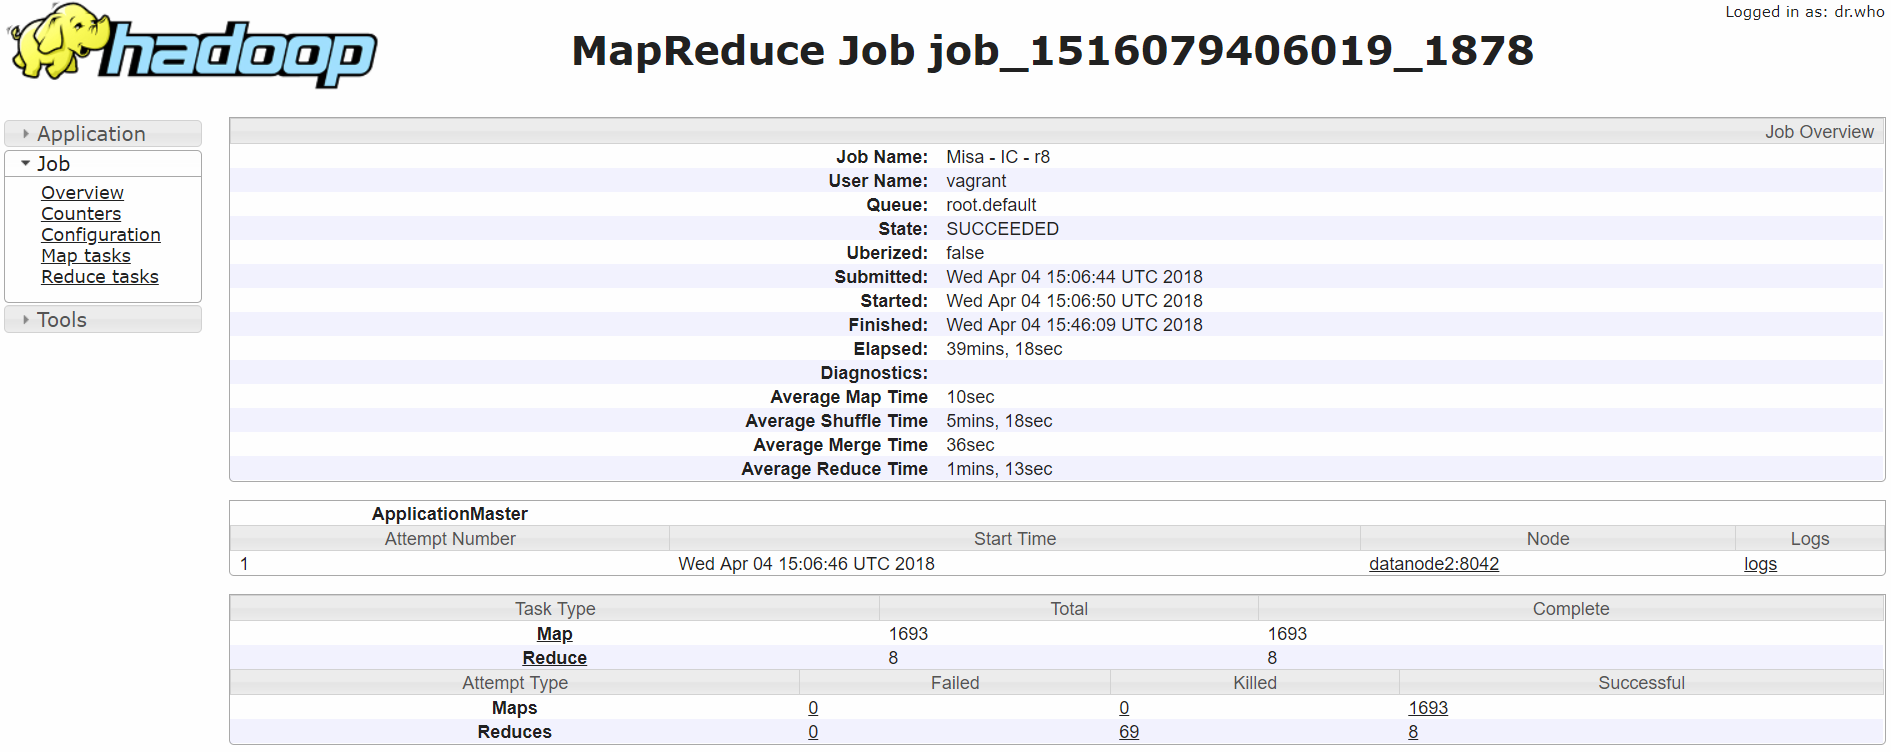 Logged in as: dr.who
hadoop
MapReduce Job job_1516079406019_1878
Application
Job
Overview
Counters
Configuration
Map tasks
Reduce tasks
Tools
Job Overview
Job Name: Misa - IC - r8
User Name: vagrant
Queue: root.default
State: SUCCEEDED
Uberized: false
Submitted: Wed Apr 04 15:06:44 UTC 2018
Started: Wed Apr 04 15:06:50 UTC 2018
Finished: Wed Apr 04 15:46:09 UTC 2018
Elapsed: 39mins, 18sec
Diagnostics:
Average Map Time 10sec
Average Shuffle Time 5mins, 18sec
Average Merge Time 36sec
Average Reduce Time 1mins, 13sec
ApplicationMaster
Attempt Number Start Time Node Logs
1 Wed Apr 04 15:06:46 UTC 2018 datanode2:8042 logs
Task Type Total Complete
Map 1693 1693
Reduce 8 8
Attempt Type Failed Killed Successful
Maps 0 0 1693
Reduces 0 69 8